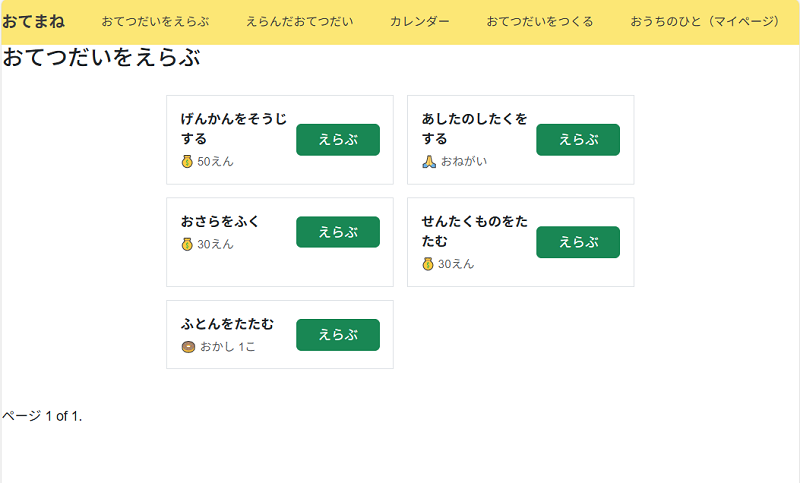 おてまね おてつだいをえらぶ えらんだおてつだい カレンダー おてつだいをつくる おうちのひと（マイページ）
おてつだいをえらぶ
げんかんをそうじ
する
50えん
えらぶ
あしたのしたくを
する
おねがい
えらぶ
おさらをふく
30えん
えらぶ
せんたくものをた
たむ
30えん
えらぶ
ふとんをたたむ
おかし 1こ
えらぶ
ページ 1 of 1.